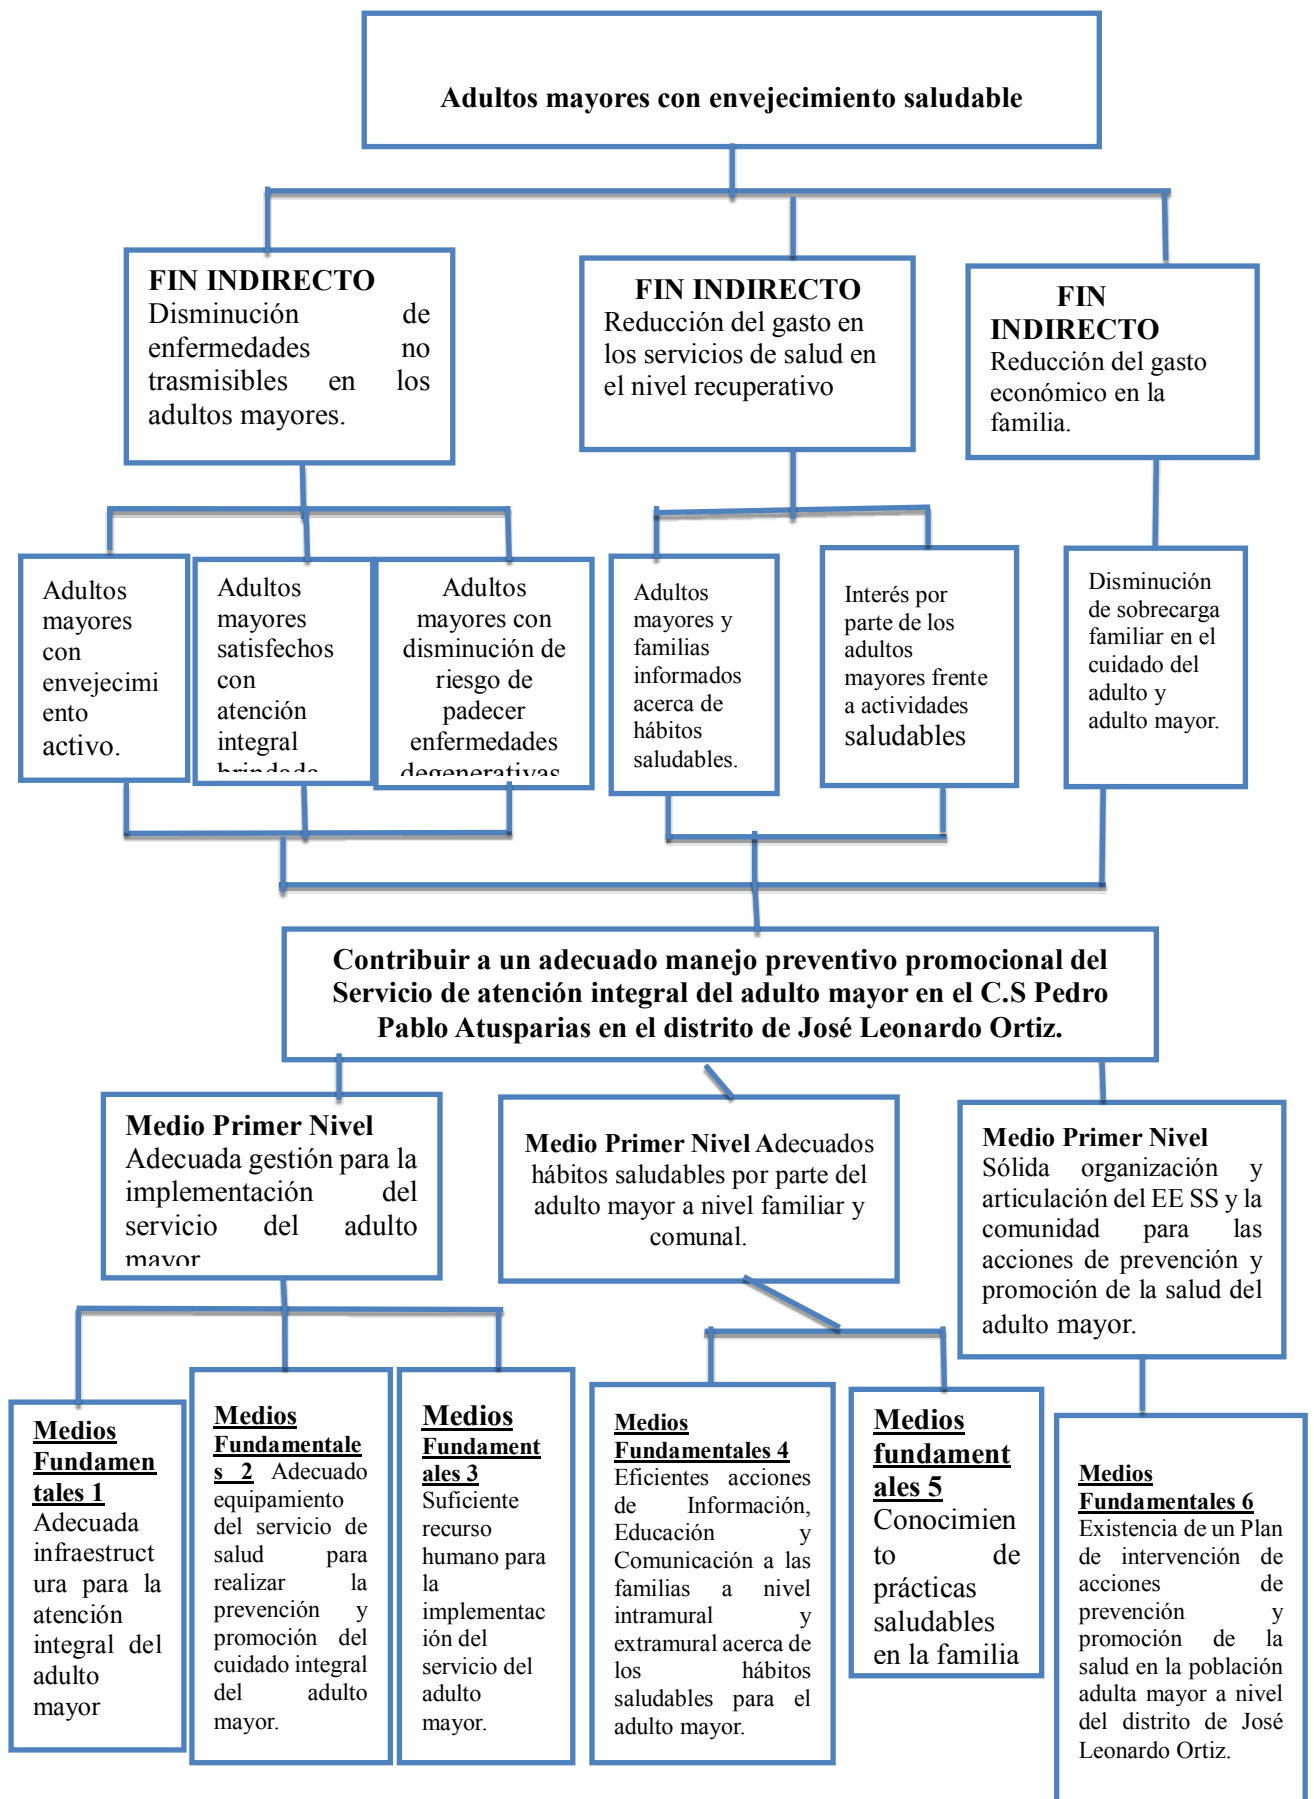 Adultos mayores con envejecimiento saludable
FIN INDIRECTO
Disminución de
enfermedades no
trasmisibles en los
adultos mayores.
FIN INDIRECTO
Reducción del gasto en
los servicios de salud en
el nivel recuperativo
FIN
INDIRECTO
Reducción del gasto
económico en la
familia.
Adultos
mayores
con
envejecimi
ento
activo.
Adultos
mayores
satisfechos
con
atención
integral
brindada
Adultos
mayores con
disminución de
riesgo de
padecer
enfermedades
degenerativas
Adultos
mayores y
familias
informados
acerca de
hábitos
saludables.
Interés por
parte de los
adultos
mayores frente
a actividades
saludables
Disminución
de sobrecarga
familiar en el
cuidado del
adulto y
adulto mayor.
Contribuir a un adecuado manejo preventivo promocional del
Servicio de atención integral del adulto mayor en el C.S Pedro
Pablo Atusparias en el distrito de José Leonardo Ortiz.
Medio Primer Nivel
Adecuada gestión para la
implementación del
servicio del adulto
mayor
Medio Primer Nivel Adecuados
hábitos saludables por parte del
adulto mayor a nivel familiar y
comunal.
Medio Primer Nivel
Sólida organización y
articulación del EE SS y la
comunidad para las
acciones de prevención y
promoción de la salud del
adulto mayor.
Medios
Fundamen
tales 1
Adecuada
infraestruct
ura para la
atención
integral del
adulto
mayor
Medios
Fundamentale
s 2 Adecuado
equipamiento
del servicio de
salud para
realizar la
prevención y
promoción del
cuidado integral
del adulto
mayor.
Medios
Fundament
ales 3
Suficiente
recurso
humano para
la
implementac
ión del
servicio del
adulto
mayor.
Medios
Fundamentales 4
Eficientes acciones
de Información,
Educación y
Comunicación a las
familias a nivel
intramural y
extramural acerca de
los hábitos
saludables para el
adulto mayor.
Medios
fundament
ales 5
Conocimien
to de
prácticas
saludables
en la familia
Medios
Fundamentales 6
Existencia de un Plan
de intervención de
acciones de
prevención y
promoción de la
salud en la población
adulta mayor a nivel
del distrito de José
Leonardo Ortiz.